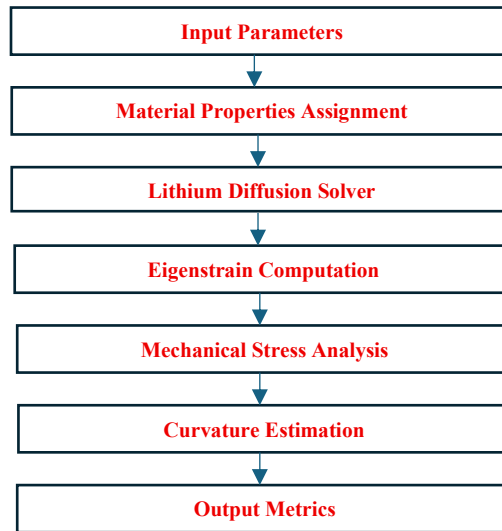 Input Parameters
Material Properties Assignment
Lithium Diffusion Solver
Eigenstrain Computation
Mechanical Stress Analysis
Curvature Estimation
Output Metrics